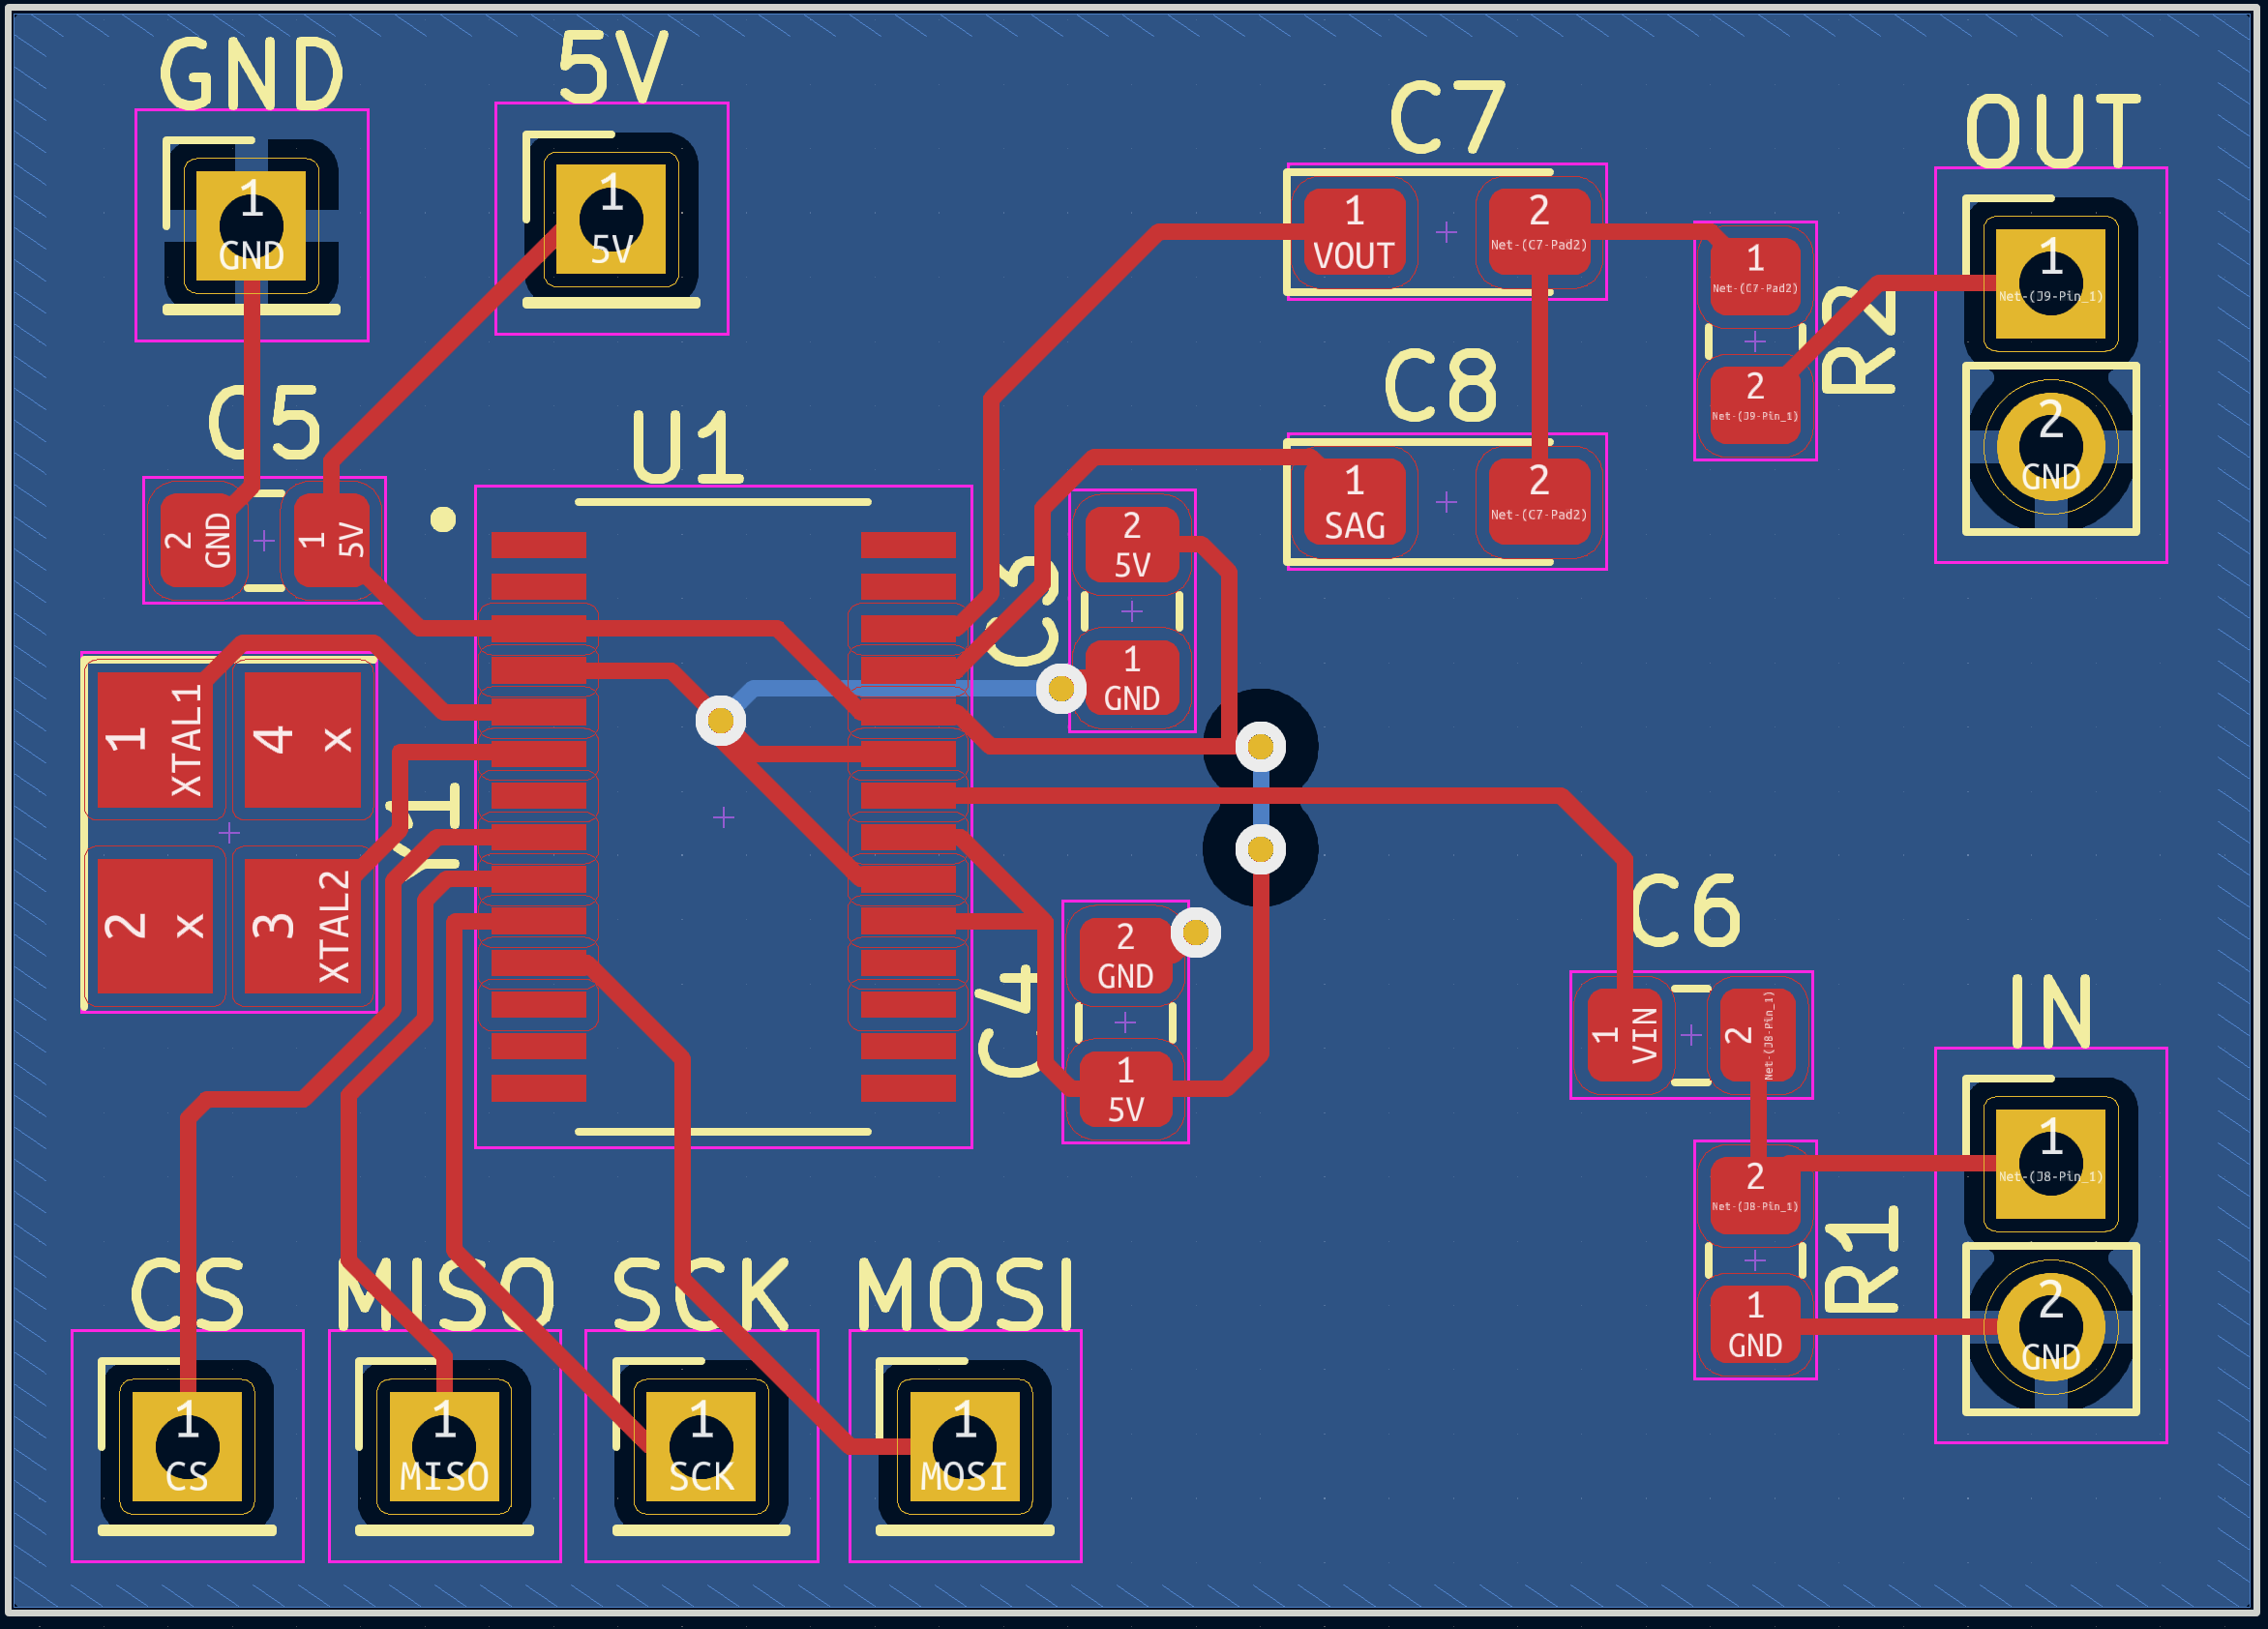 GND
5V
C7
OUT
1
GND
1
5V
1
VOUT
2
Net-(C7-Pad2)
1
Net-(C7-Pad2)
R2
1
Net-(J9-Pin_1)
2
Net-(J9-Pin_1)
2
GND
C5
U1
C8
1
SAG
2
Net-(C7-Pad2)
2
GND
1
5V
C3
2
5V
1
GND
1
XTAL1
4
x
2
x
3
XTAL2
C4
2
GND
1
5V
C6
1
VIN
2
Net-(J8-Pin_1)
IN
1
Net-(J8-Pin_1)
2
GND
2
Net-(J8-Pin_1)
1
GND
R1
CS
MISO
SCK
MOSI
1
CS
1
MISO
1
SCK
1
MOSI